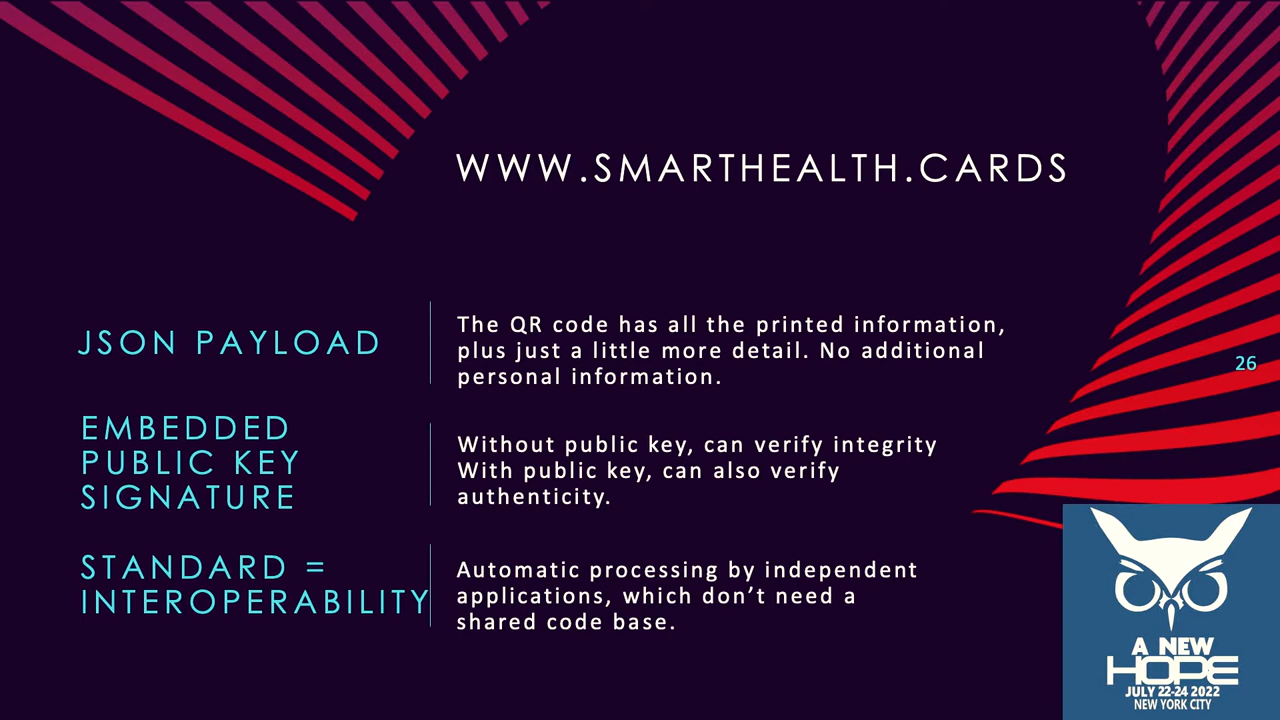 WWW.SMARTHEALTH.CARDS
JSON PAYLOAD
The QR code has all the printed information,
plus just a little more detail. No additional
personal information.
26
EMBEDDED
PUBLIC KEY
SIGNATURE
Without public key, can verify integrity
With public key, can also verify
authenticity.
STANDARD =
INTEROPERABILITY
Automatic processing by independent
applications, which don’t need a
shared code base.
A NEW
HOPE
JULY 22-24 2022
NEW YORK CITY